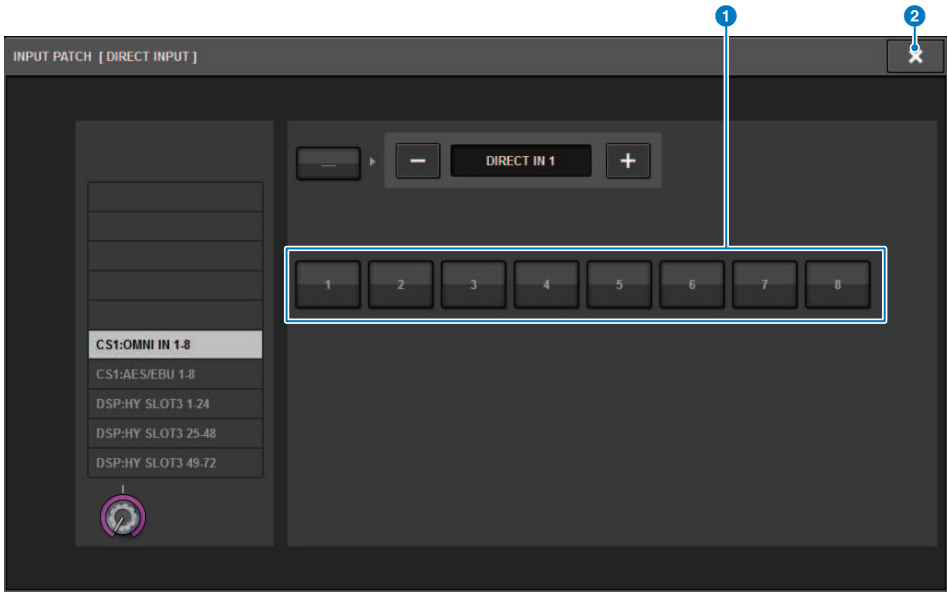 1
2
INPUT PATCH [ DIRECT INPUT ]
DIRECT IN 1
1 2 3 4 5 6 7 8
CS1:OMNI IN 1-8
CS1:AES/EBU 1-8
DSP:HY SLOT3 1-24
DSP:HY SLOT3 25-48
DSP:HY SLOT3 49-72